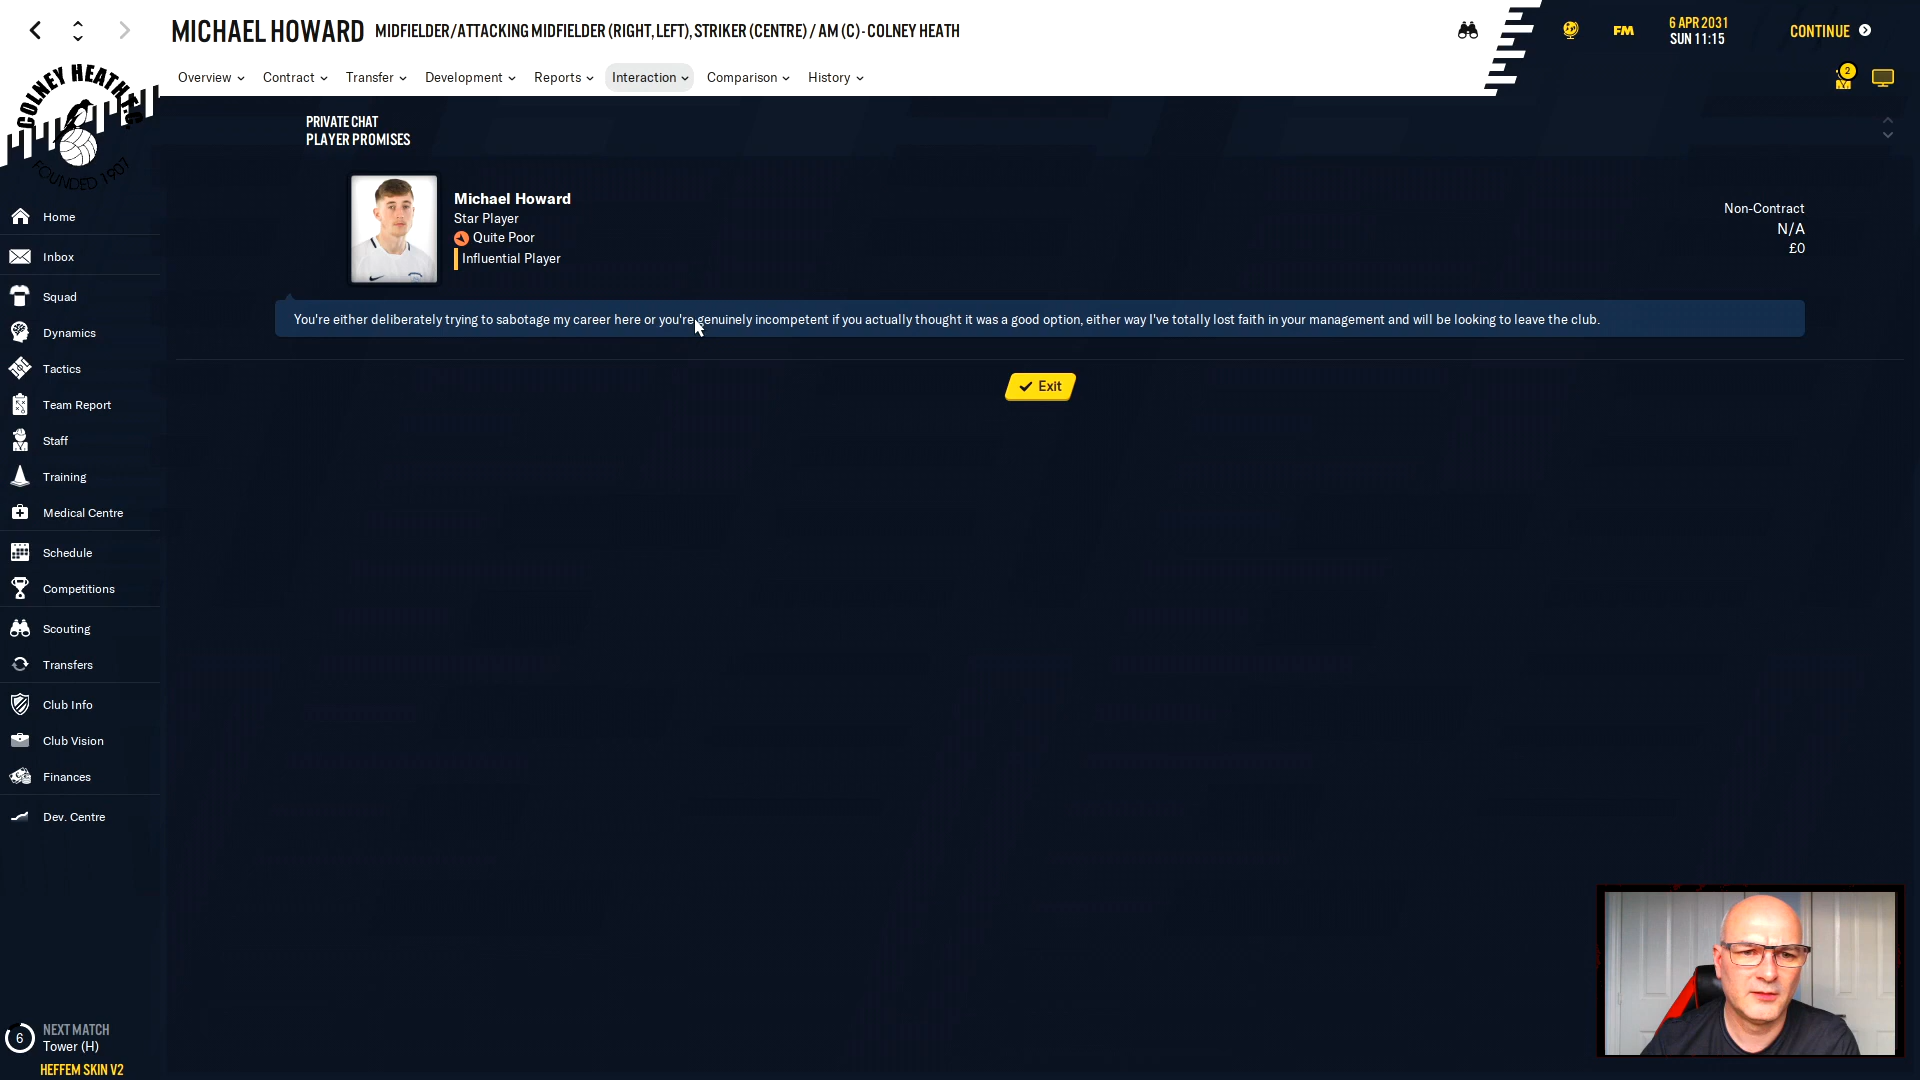 MICHAEL HOWARD MIDFIELDER/ATTACKING MIDFIELDER (RIGHT, LEFT), STRIKER (CENTRE) / AM (C) - COLNEY HEATH
FM
6 APR 2031
SUN 11:15
CONTINUE
Overview
Contract
Transfer
Development
Reports
Interaction
Comparison
History
2
COLNEY HEATH F.C.
FOUNDED 1907
PRIVATE CHAT
PLAYER PROMISES
Michael Howard
Star Player
Quite Poor
Influential Player
Non-Contract
N/A
£0
You're either deliberately trying to sabotage my career here or you're genuinely incompetent if you actually thought it was a good option, either way I've totally lost faith in your management and will be looking to leave the club.
Exit
Home
Inbox
Squad
Dynamics
Tactics
Team Report
Staff
Training
Medical Centre
Schedule
Competitions
Scouting
Transfers
Club Info
Club Vision
Finances
Dev. Centre
6
NEXT MATCH
Tower (H)
HEFFEM SKIN V2